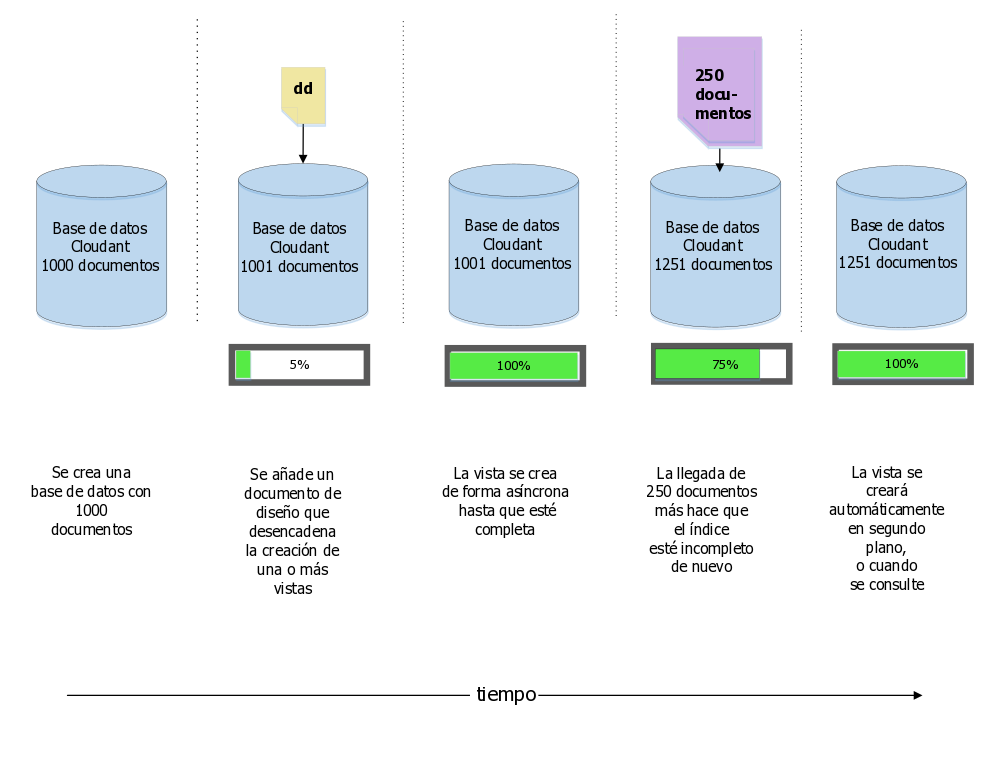 dd
250
docu-
mentos
Base de datos
Cloudant
1000 documentos
Base de datos
Cloudant
1001 documentos
Base de datos
Cloudant
1001 documentos
Base de datos
Cloudant
1251 documentos
Base de datos
Cloudant
1251 documentos
5%
100%
75%
100%
Se crea una
base de datos con
1000
documentos
Se añade un
documento de
diseño que
desencadena
la creación de
una o más
vistas
La vista se crea
de forma asíncrona
hasta que esté
completa
La llegada de
250 documentos
más hace que
el índice
esté incompleto
de nuevo
La vista se
creará
automáticamente
en segundo
plano,
o cuando
se consulte
tiempo